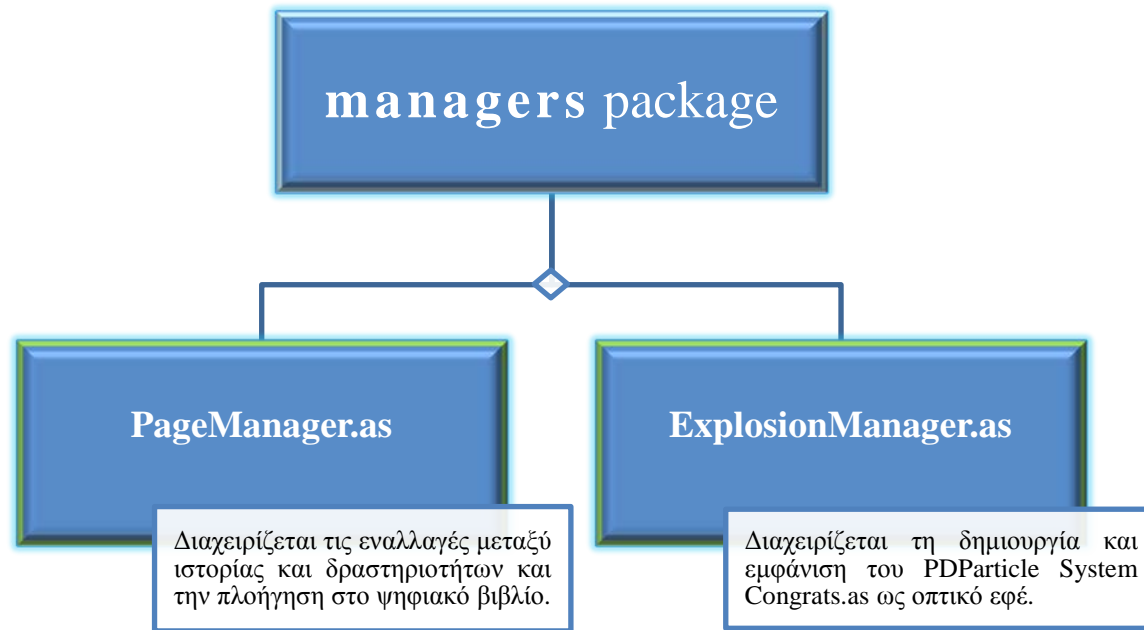 managers package
PageManager.as
Διαχειρίζεται τις εναλλαγές μεταξύ
ιστορίας και δραστηριοτήτων και
την πλοήγηση στο ψηφιακό βιβλίο.
ExplosionManager.as
Διαχειρίζεται τη δημιουργία και
εμφάνιση του PDParticle System
Congrats.as ως οπτικό εφέ.